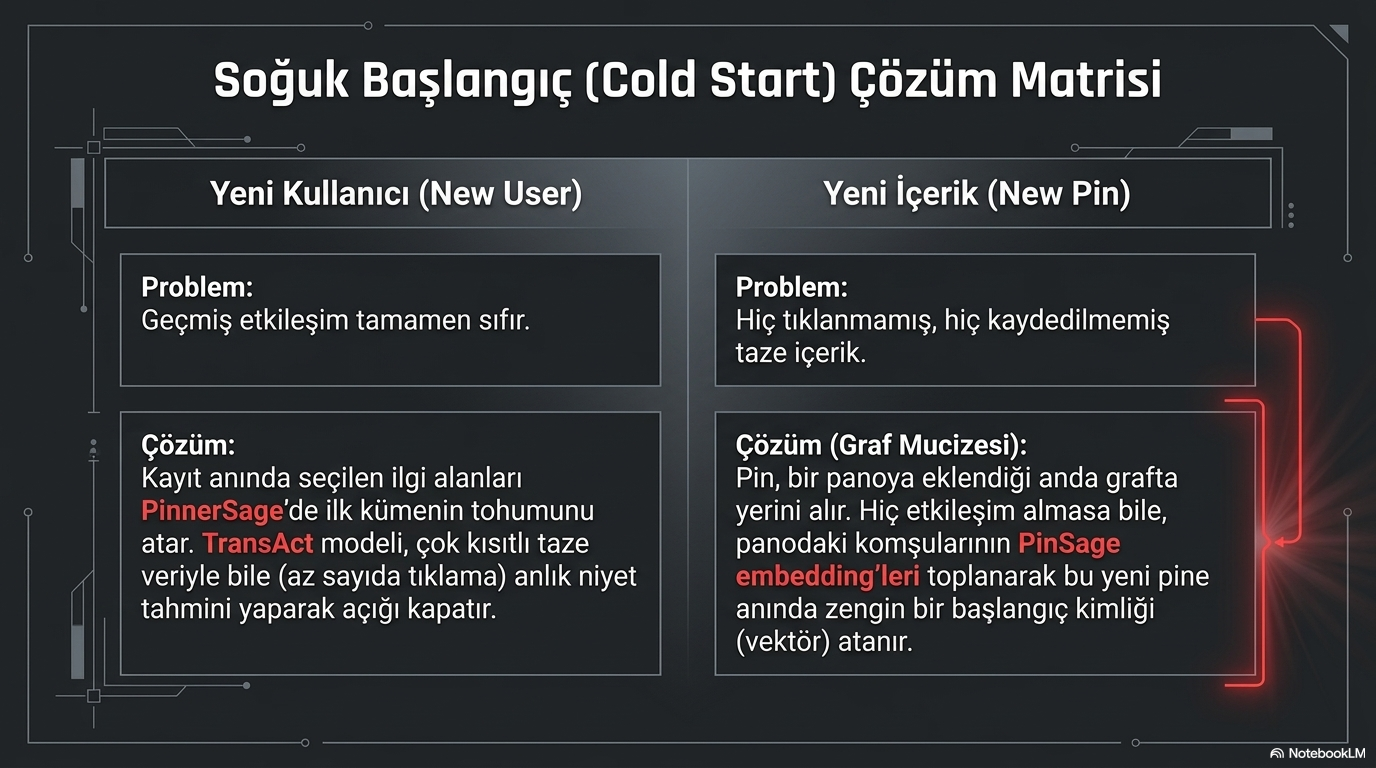 Soğuk Başlangıç (Cold Start) Çözüm Matrisi
Yeni Kullanıcı (New User)
Problem:
Geçmiş etkileşim tamamen sıfır.
Çözüm:
Kayıt anında seçilen ilgi alanları
PinnerSage'de ilk kümenin tohumunu
atar. TransAct modeli, çok kısıtlı taze
veriyle bile (az sayıda tıklama) anlık niyet
tahmini yaparak açığı kapatır.
Yeni İçerik (New Pin)
Problem:
Hiç tıklanmamış, hiç kaydedilmemiş
taze içerik.
Çözüm (Graf Mucizesi):
Pin, bir panoya eklendiği anda grafta
yerini alır. Hiç etkileşim almasa bile,
panodaki komşularının PinSage
embedding'leri toplanarak bu yeni pine
anında zengin bir başlangıç kimliği
(vektör) atanır.
NotebookLM